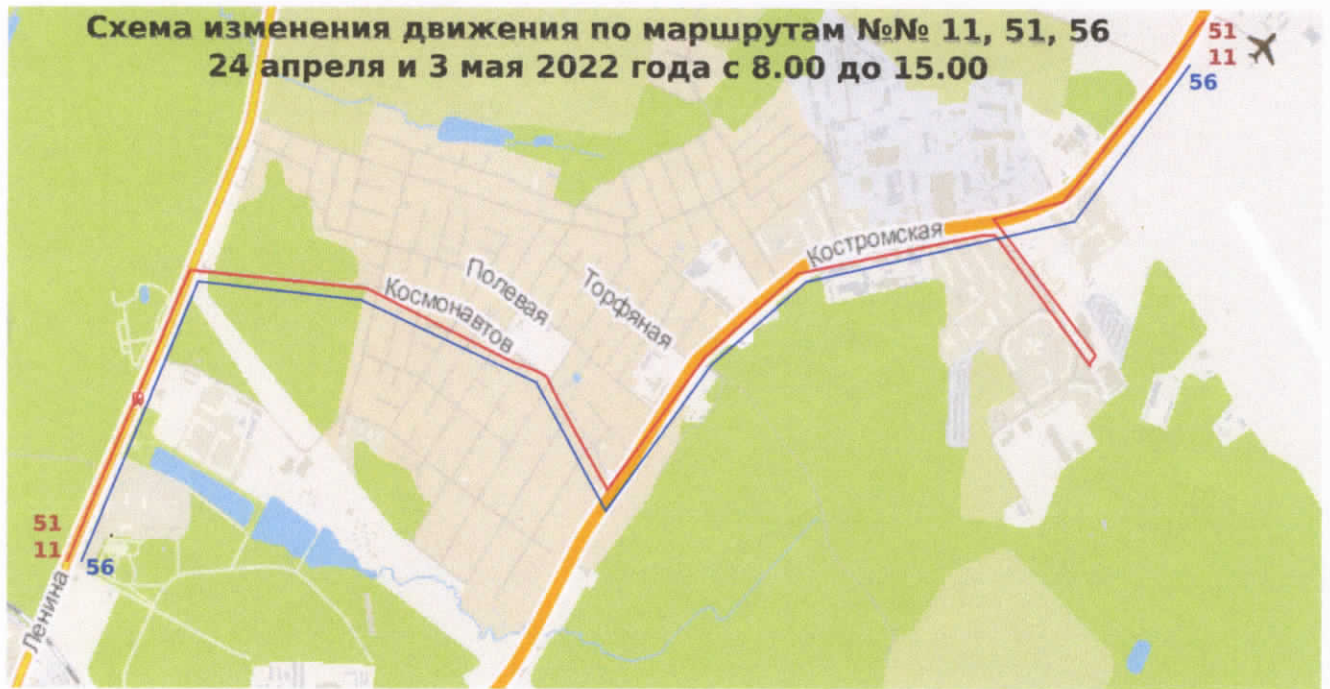 Схема изменения движения по маршрутам №№ 11, 51, 56
24 апреля и 3 мая 2022 года с 8.00 до 15.00
51
11
56
Костромская
Полевая
Торфяная
Космонавтов
51
11
56
Ленина